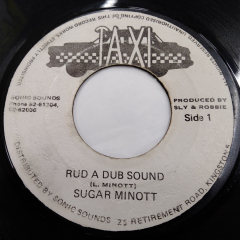 TAXI
SONIC SOUNDS
Phone
PRODUCED BY
SLY & ROBBIE
Side 1
RUD A DUB SOUND
(L. MINOTT)
SUGAR MINOTT
DISTRIBUTED BY SONIC SOUNDS 25 RETIREMENT ROAD, KINGSTON